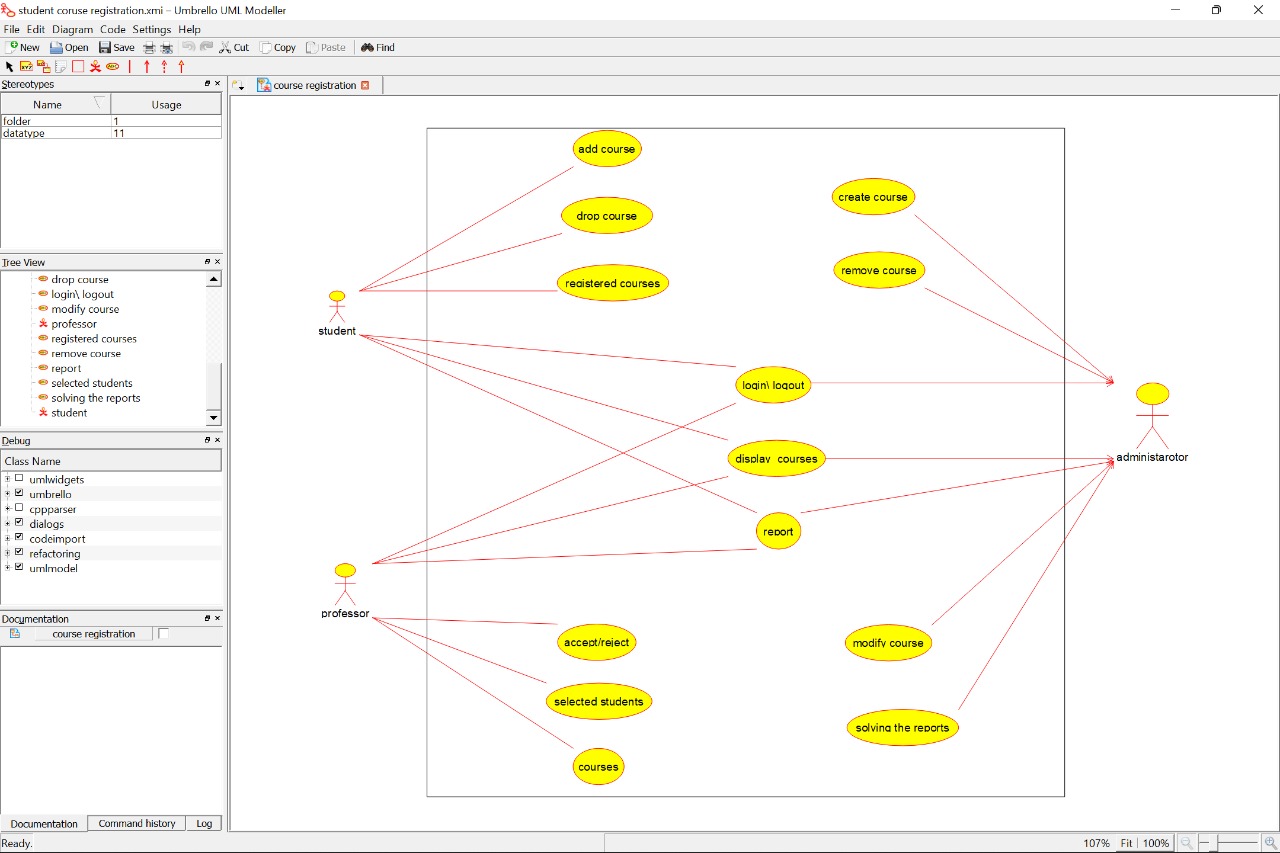 student coruse registration.xmi – Umbrello UML Modeller
File Edit Diagram Code Settings Help
New Open Save Cut Copy Paste Find
Stereotypes
Name Usage
folder 1
datatype 11
Tree View
drop course
login\ logout
modify course
professor
registered courses
remove course
report
selected students
solving the reports
student
Debug
Class Name
umlwidgets
umbrello
cppparser
dialogs
codeimport
refactoring
umlmodel
Documentation
course registration
Documentation Command history Log
Ready.
course registration
add course
create course
drop course
remove course
registered courses
student
login\ logout
administarotor
display courses
report
professor
accept/reject
modify course
selected students
solving the reports
courses
107% Fit 100%